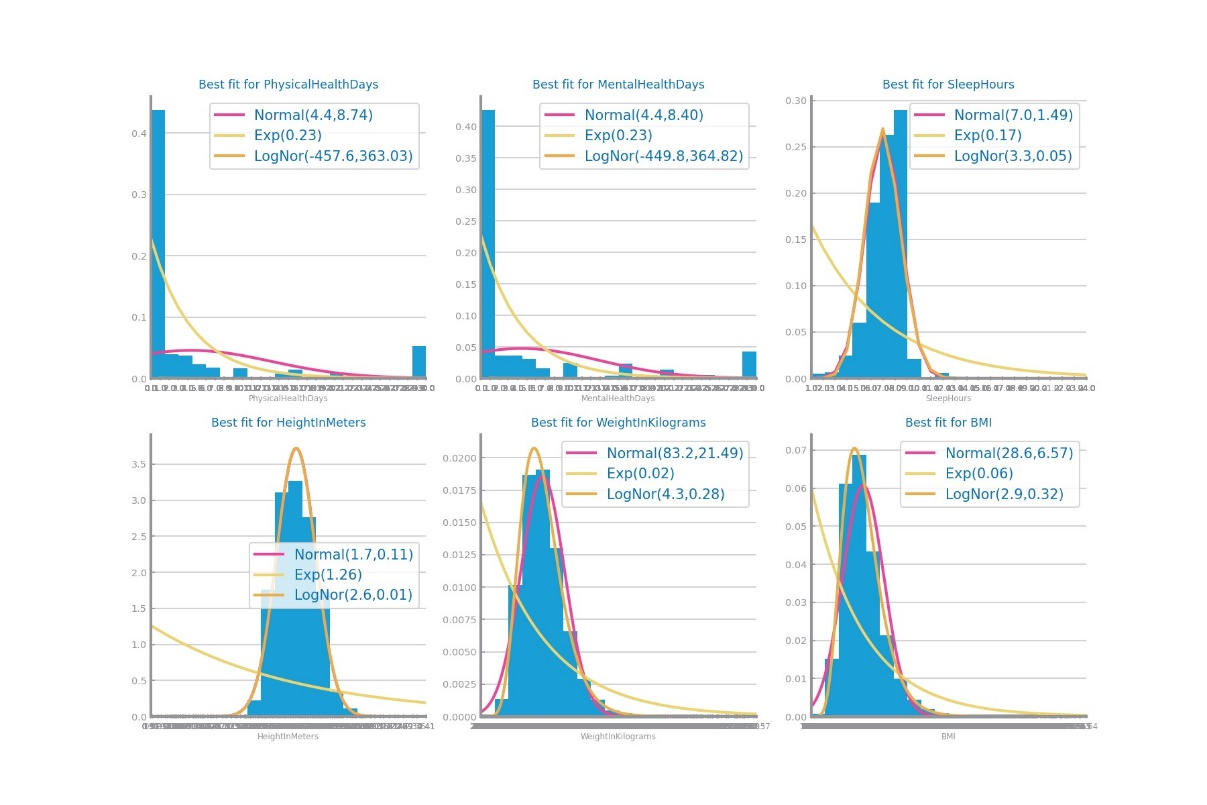 Best fit for PhysicalHealthDays
Normal(4.4,8.74)
Exp(0.23)
LogNor(-457.6,363.03)
0.4
0.3
0.2
0.1
0.0
PhysicalHealthDays
Best fit for MentalHealthDays
Normal(4.4,8.40)
Exp(0.23)
LogNor(-449.8,364.82)
0.40
0.35
0.30
0.25
0.20
0.15
0.10
0.05
0.00
MentalHealthDays
Best fit for SleepHours
Normal(7.0,1.49)
Exp(0.17)
LogNor(3.3,0.05)
0.30
0.25
0.20
0.15
0.10
0.05
0.00
SleepHours
Best fit for HeightInMeters
Normal(1.7,0.11)
Exp(1.26)
LogNor(2.6,0.01)
3.5
3.0
2.5
2.0
1.5
1.0
0.5
0.0
HeightInMeters
Best fit for WeightInKilograms
Normal(83.2,21.49)
Exp(0.02)
LogNor(4.3,0.28)
0.0200
0.0175
0.0150
0.0125
0.0100
0.0075
0.0050
0.0025
0.0000
WeightInKilograms
Best fit for BMI
Normal(28.6,6.57)
Exp(0.06)
LogNor(2.9,0.32)
0.07
0.06
0.05
0.04
0.03
0.02
0.01
0.00
BMI